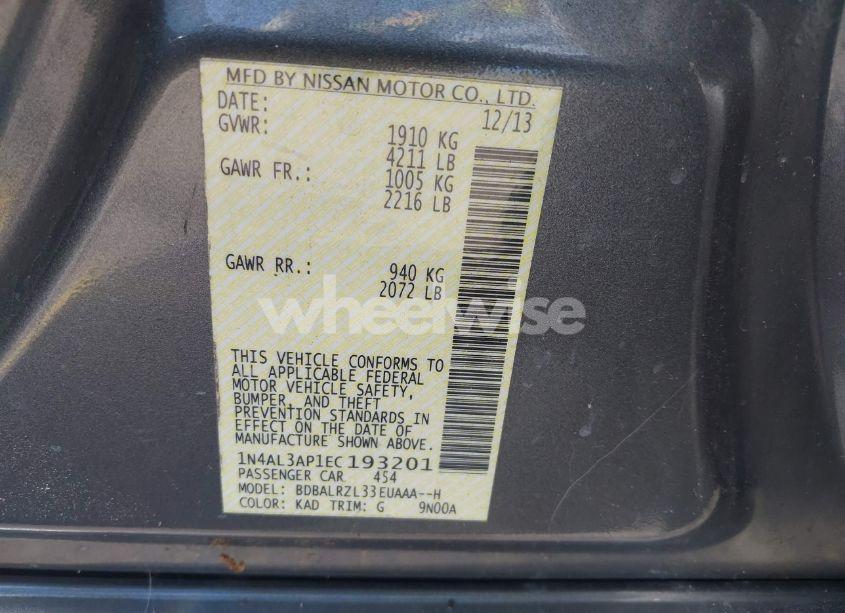 MFD BY NISSAN MOTOR CO., LTD.
DATE: 12/13
GVWR: 1910 KG
4211 LB
GAWR FR.: 1005 KG
2216 LB
GAWR RR.: 940 KG
2072 LB
wheelwise
THIS VEHICLE CONFORMS TO
ALL APPLICABLE FEDERAL
MOTOR VEHICLE SAFETY,
BUMPER, AND THEFT
PREVENTION STANDARDS IN
EFFECT ON THE DATE OF
MANUFACTURE SHOWN ABOVE.
1N4AL3AP1EC193201
PASSENGER CAR 454
MODEL: BDBALRZL33EUAAA--H
COLOR: KAD TRIM: G 9N00A